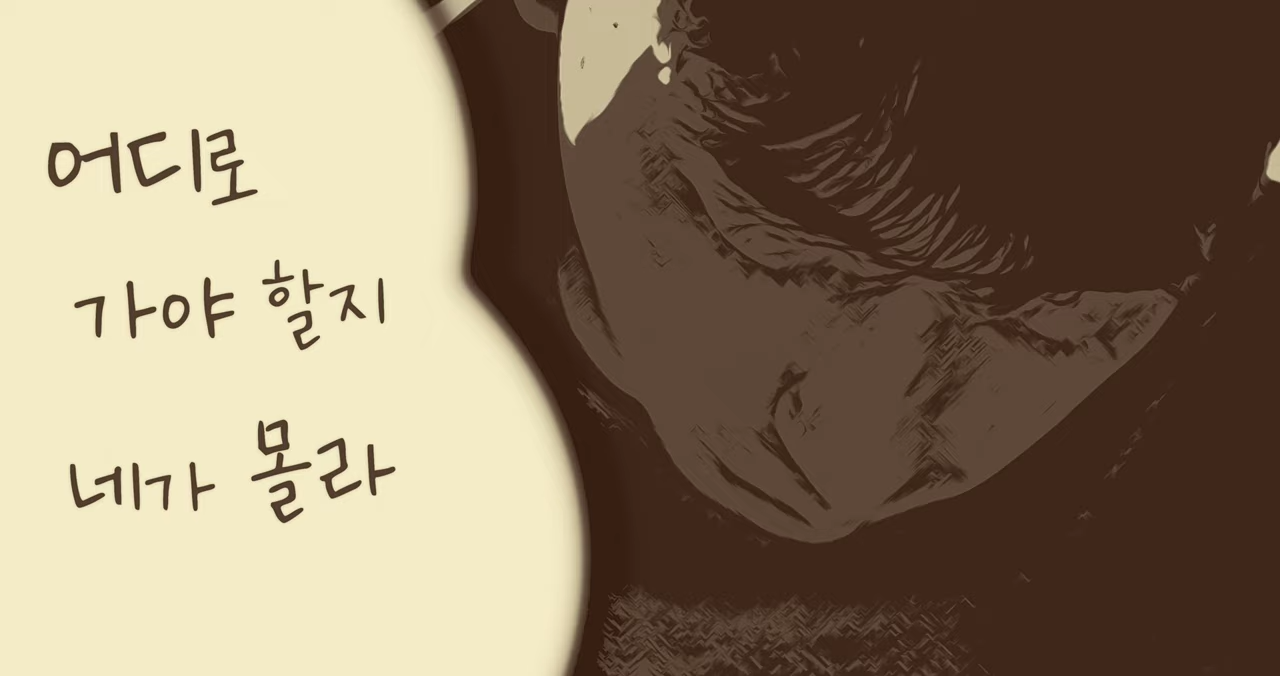 어디로
가야 할지
네가 몰라